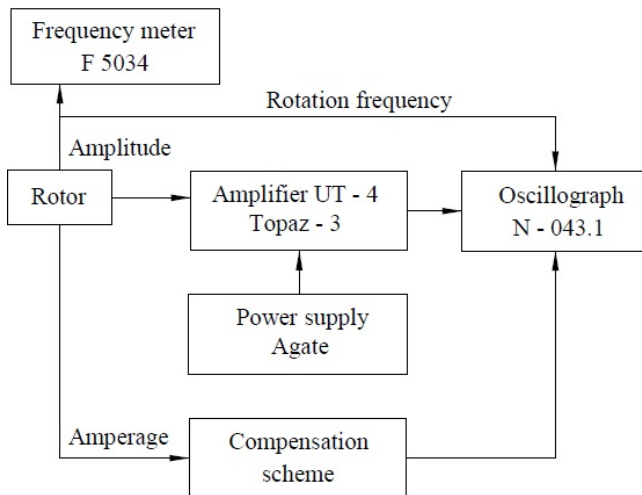 Frequency meter
F 5034
Rotation frequency
Amplitude
Rotor
Amplifier UT - 4
Topaz - 3
Oscillograph
N - 043.1
Power supply
Agate
Amperage
Compensation
scheme